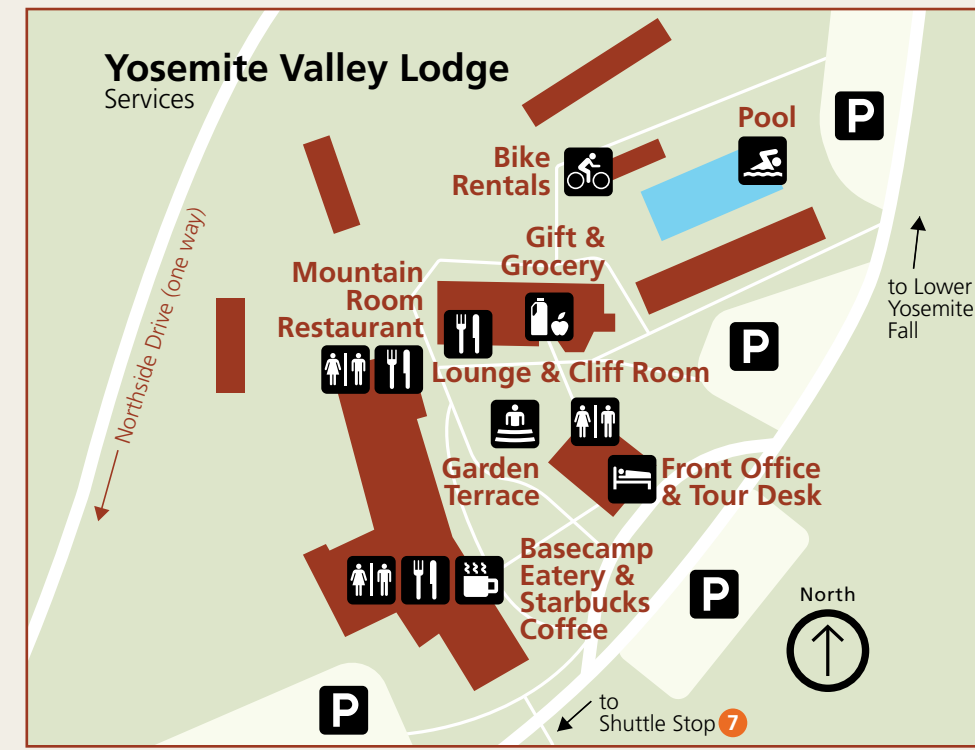 Yosemite Valley Lodge
Services
Pool
P
Bike
Rentals
Gift &
Grocery
Mountain
Room
Restaurant
Northside Drive (one way)
to Lower
Yosemite
Fall
P
Lounge & Cliff Room
Garden
Terrace
Front Office
& Tour Desk
Basecamp
Eatery &
Starbucks
Coffee
P
North
P
to
Shuttle Stop 7